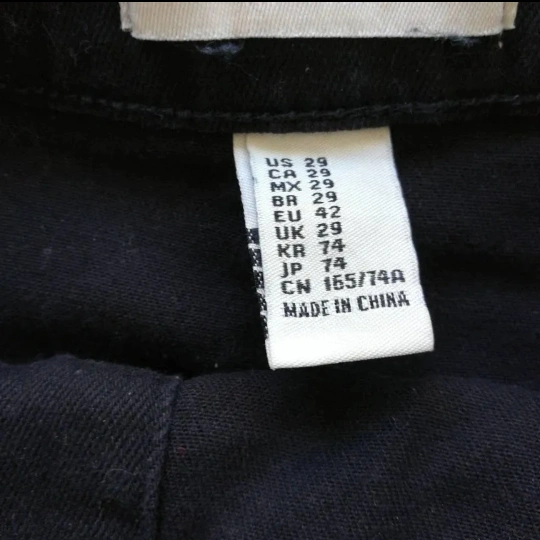 US 29
CA 29
MX 29
BR 29
EU 42
UK 29
KR 74
JP 74
CN 165/74A
MADE IN CHINA